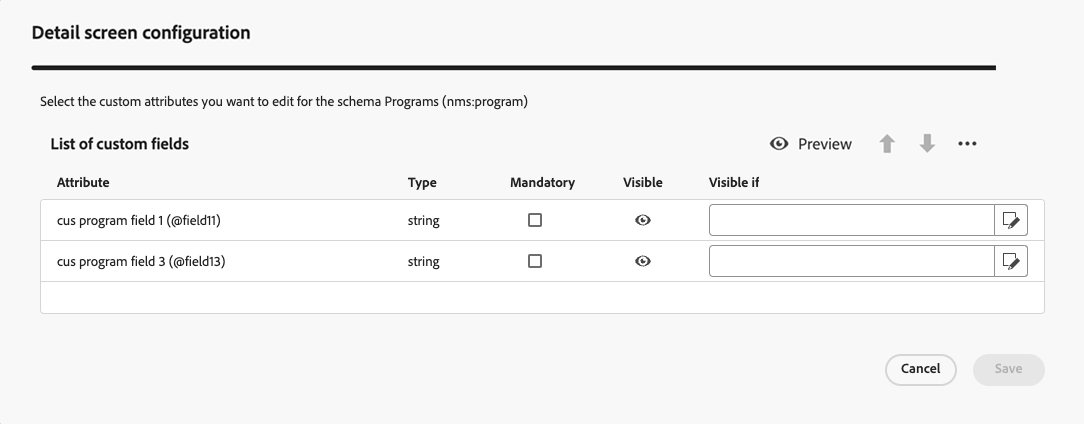 Detail screen configuration
Select the custom attributes you want to edit for the schema Programs (nms:program)
List of custom fields
Preview
Attribute Type Mandatory Visible Visible if
cus program field 1 (@field11) string
cus program field 3 (@field13) string
Cancel Save